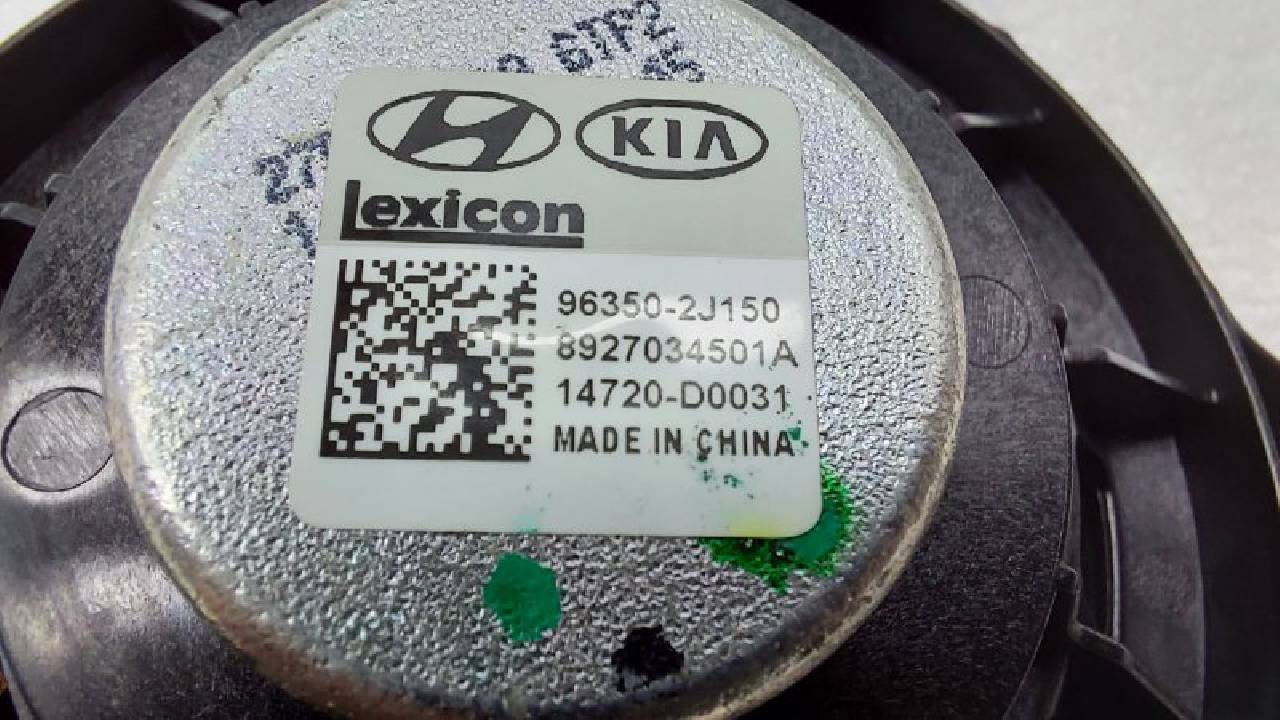 KIA
Lexicon
96350-2J150
8927034501A
14720-D0031
MADE IN CHINA